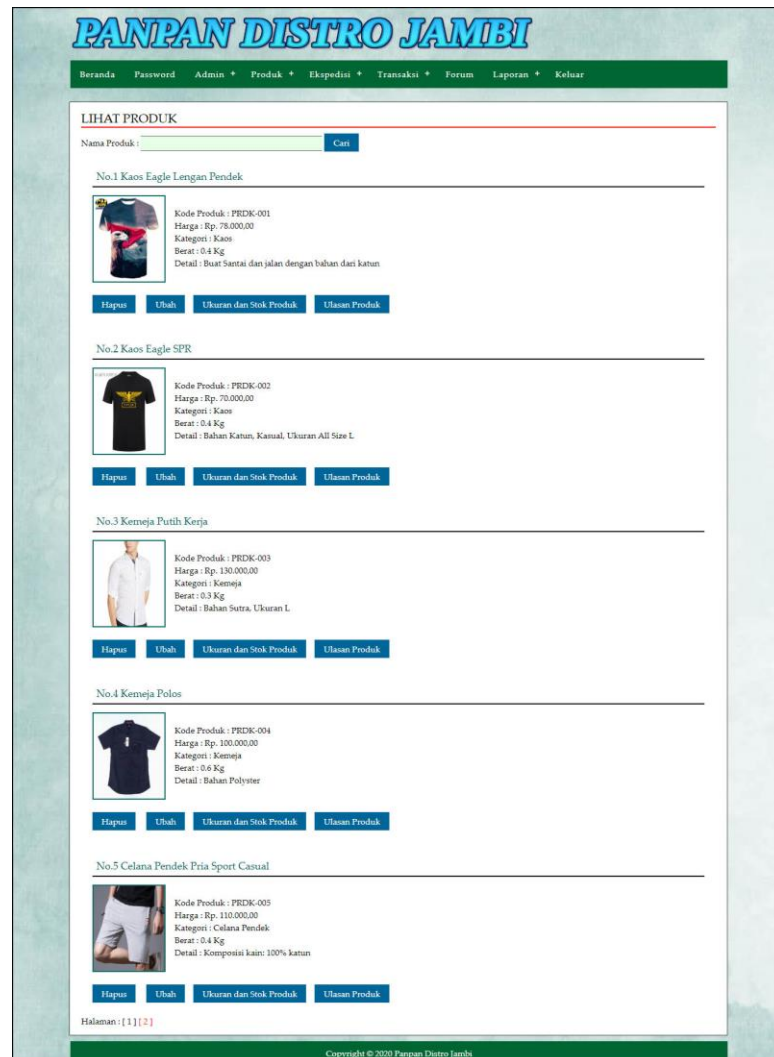 PANPAN DISTRO JAMBI
Beranda Password Admin + Produk + Ekspedisi + Transaksi + Forum Laporan + Keluar
LIHAT PRODUK
Nama Produk : Cari
No.1 Kaos Eagle Lengan Pendek
Kode Produk : PRDK-001
Harga : Rp. 78.000,00
Kategori : Kaos
Berat : 0.4 Kg
Detail : Buat Santai dan jalan dengan bahan dari katun
Hapus Ubah Ukuran dan Stok Produk Ulasan Produk
No.2 Kaos Eagle SPR
Kode Produk : PRDK-002
Harga : Rp. 70.000,00
Kategori : Kaos
Berat : 0.4 Kg
Detail : Bahan Katun, Kasual, Ukuran All Size L
Hapus Ubah Ukuran dan Stok Produk Ulasan Produk
No.3 Kemeja Putih Kerja
Kode Produk : PRDK-003
Harga : Rp. 130.000,00
Kategori : Kemeja
Berat : 0.3 Kg
Detail : Bahan Sutra, Ukuran L
Hapus Ubah Ukuran dan Stok Produk Ulasan Produk
No.4 Kemeja Polos
Kode Produk : PRDK-004
Harga : Rp. 100.000,00
Kategori : Kemeja
Berat : 0.6 Kg
Detail : Bahan Polyster
Hapus Ubah Ukuran dan Stok Produk Ulasan Produk
No.5 Celana Pendek Pria Sport Casual
Kode Produk : PRDK-005
Harga : Rp. 110.000,00
Kategori : Celana Pendek
Berat : 0.4 Kg
Detail : Komposisi kain: 100% katun
Hapus Ubah Ukuran dan Stok Produk Ulasan Produk
Halaman : [ 1 ] [ 2 ]
Copyright © 2020 Panpan Distro Jambi